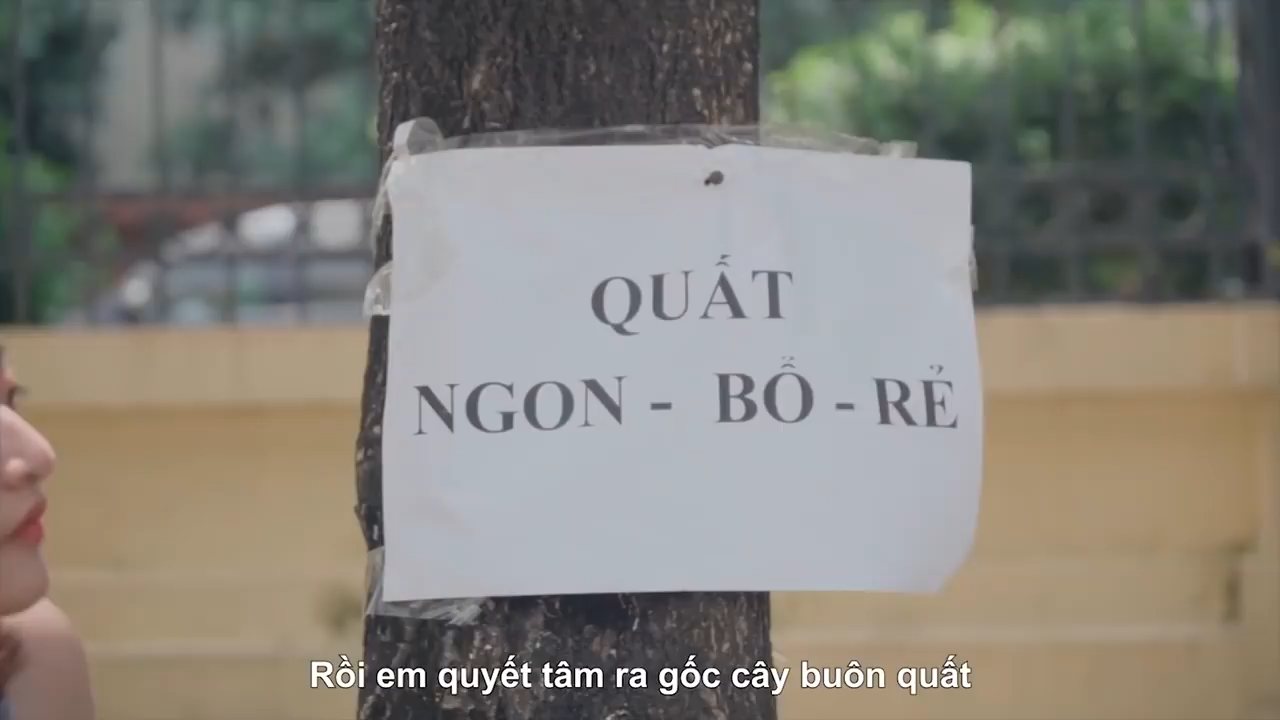 QUẤT
NGON - BỔ - RẺ
Rồi em quyết tâm ra gốc cây buôn quất